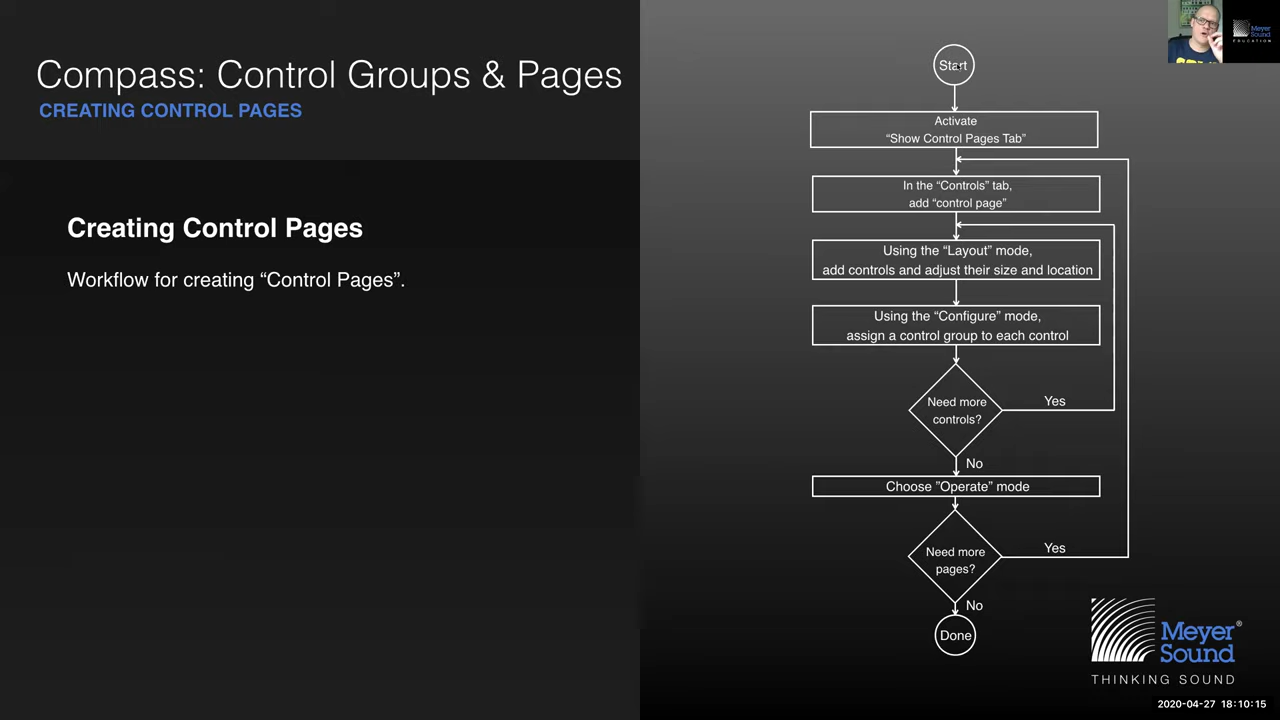 Compass: Control Groups & Pages
CREATING CONTROL PAGES
Creating Control Pages
Workflow for creating “Control Pages”.
Start
Activate
“Show Control Pages Tab”
In the “Controls” tab,
add “control page”
Using the “Layout” mode,
add controls and adjust their size and location
Using the “Configure” mode,
assign a control group to each control
Need more
controls?
Yes
No
Choose ”Operate” mode
Need more
pages?
Yes
No
Done
Meyer
Sound
EDUCATION
Meyer
Sound®
THINKING SOUND
2020-04-27 18:10:15